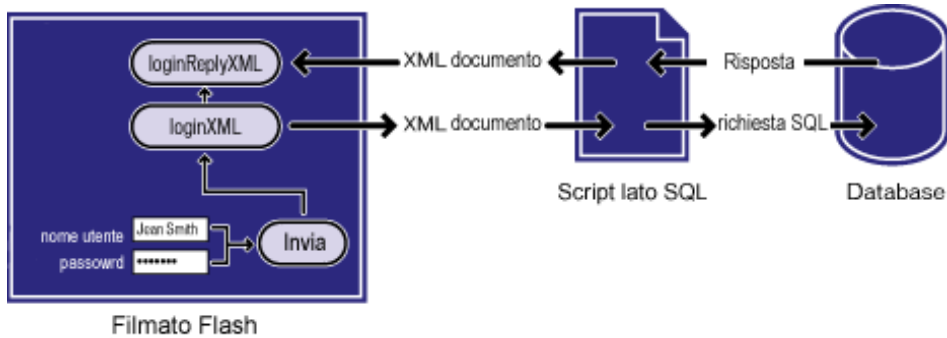 loginReplyXML
XML documento
Risposta
loginXML
XML documento
richiesta SQL
Script lato SQL
Database
nome utente
Jean Smith
passowrd
•••••••
Invia
Filmato Flash